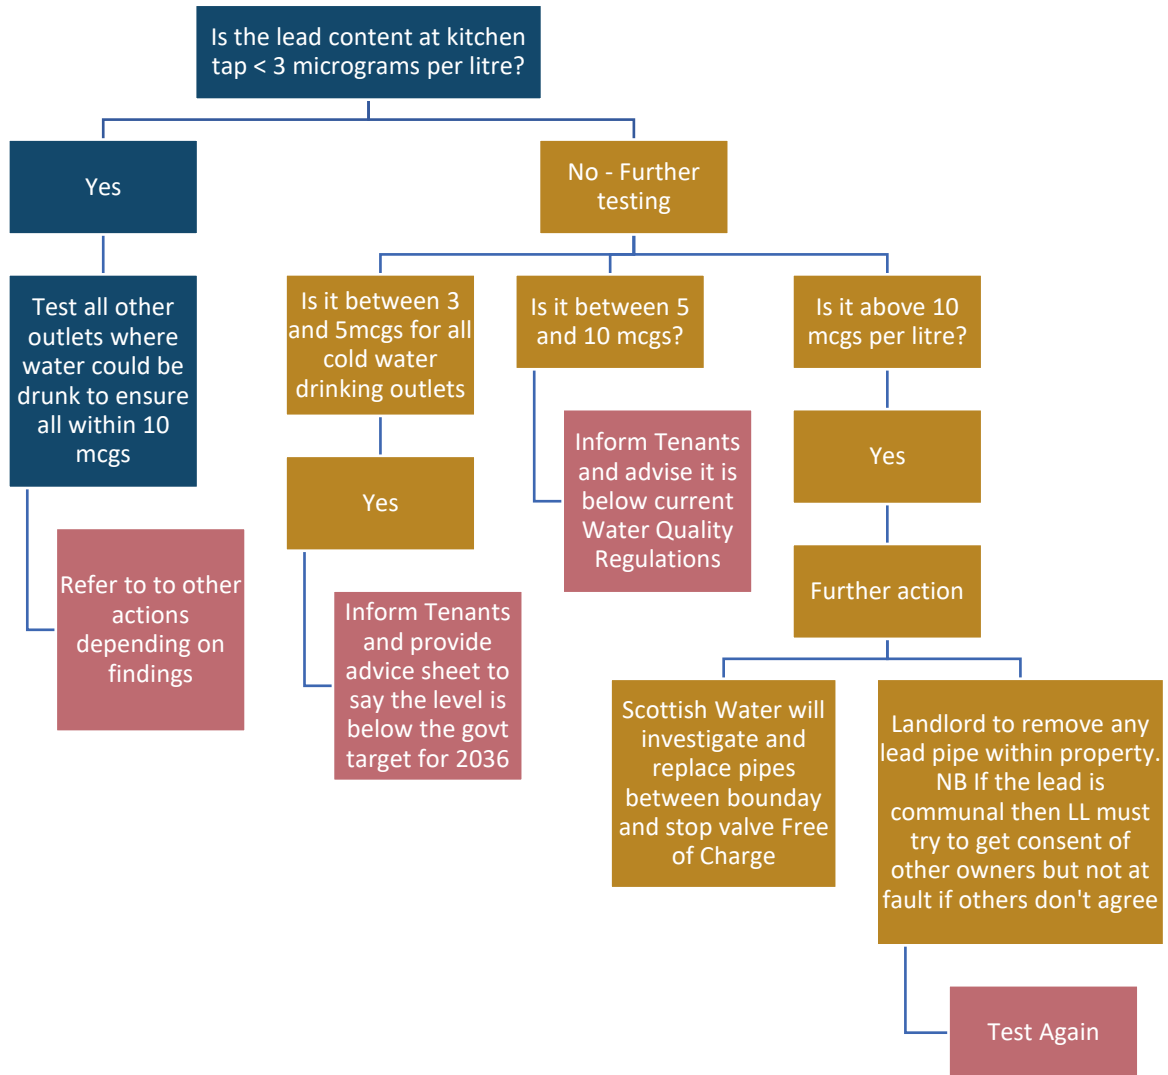 Is the lead content at kitchen
tap < 3 micrograms per litre?
Yes
No - Further
testing
Test all other
outlets where
water could be
drunk to ensure
all within 10
mcgs
Is it between 3
and 5mcgs for all
cold water
drinking outlets
Is it between 5
and 10 mcgs?
Is it above 10
mcgs per litre?
Refer to to other
actions
depending on
findings
Yes
Inform Tenants
and advise it is
below current
Water Quality
Regulations
Yes
Inform Tenants
and provide
advice sheet to
say the level is
below the govt
target for 2036
Further action
Scottish Water will
investigate and
replace pipes
between bounday
and stop valve Free
of Charge
Landlord to remove any
lead pipe within property.
NB If the lead is
communal then LL must
try to get consent of
other owners but not at
fault if others don't agree
Test Again